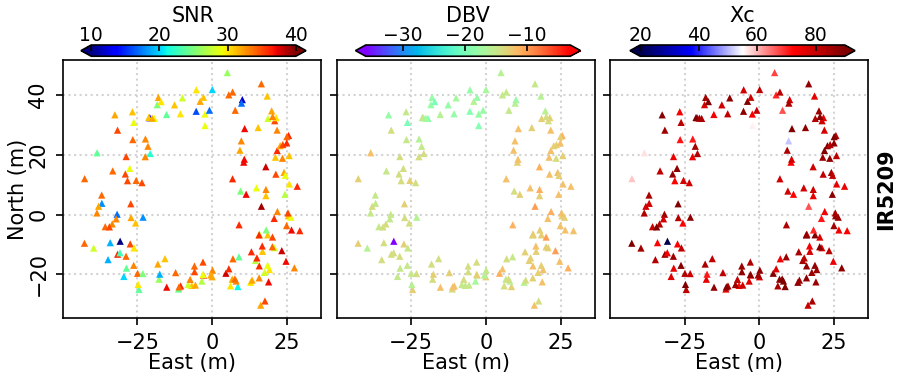 SNR DBV Xc
10 20 30 40 −30 −20 −10 20 40 60 80
40
20
0
−20
North (m)
IR5209
−25 0 25 −25 0 25 −25 0 25
East (m) East (m) East (m)